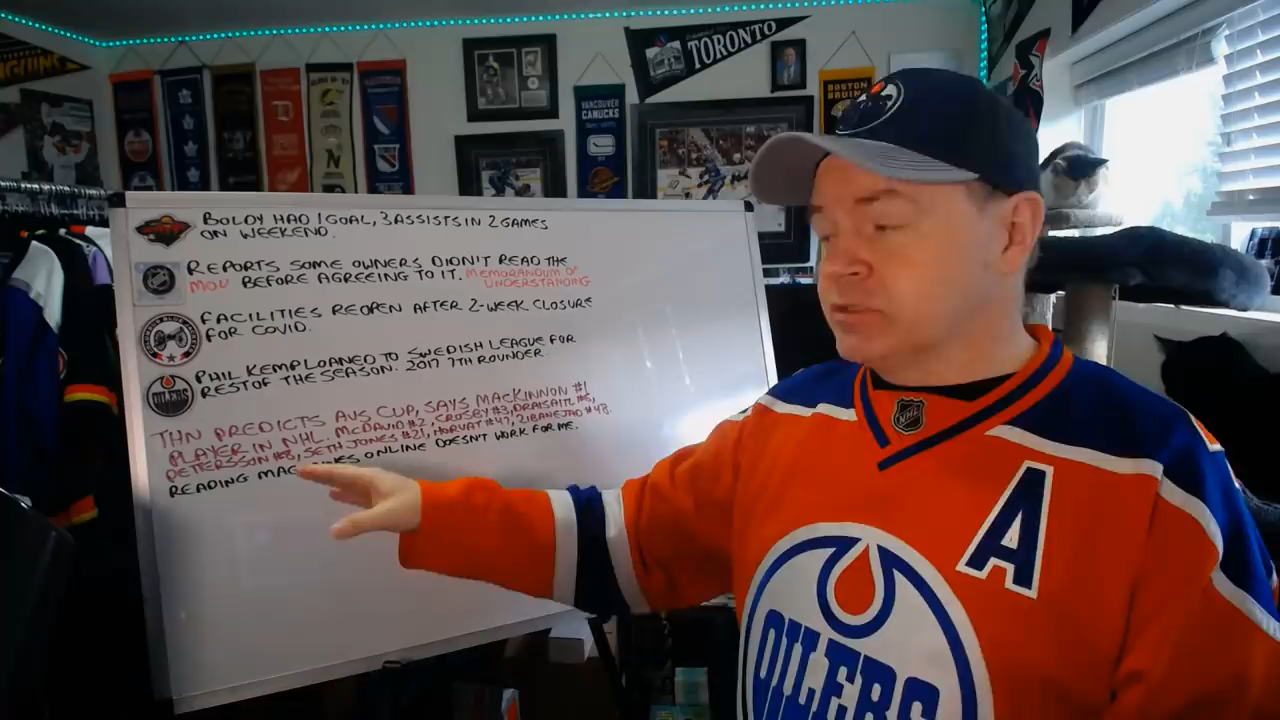 TORONTO
BOSTON
BRUINS
VANCOUVER
CANUCKS
BOLDY HAD 1 GOAL, 3 ASSISTS IN 2 GAMES
ON WEEKEND.
REPORTS SOME OWNERS DIDN'T READ THE
MOU BEFORE AGREEING TO IT. MEMORANDUM OF
UNDERSTANDING
FACILITIES REOPEN AFTER 2-WEEK CLOSURE
FOR COVID.
PHIL KEMP LOANED TO SWEDISH LEAGUE FOR
REST OF THE SEASON. 2017 7TH ROUNDER.
THN PREDICTS AVS CUP, SAYS MACKINNON #1
PLAYER IN NHL. MCDAVID #2, CROSBY #3, DRAISAITL #6,
PETERSSON #8, SETH JONES #21, HORVAT #47, ZIBANEJAD #48.
READING MAGAZINES ONLINE DOESN'T WORK FOR ME.
OILERS
NHL
A
OILERS